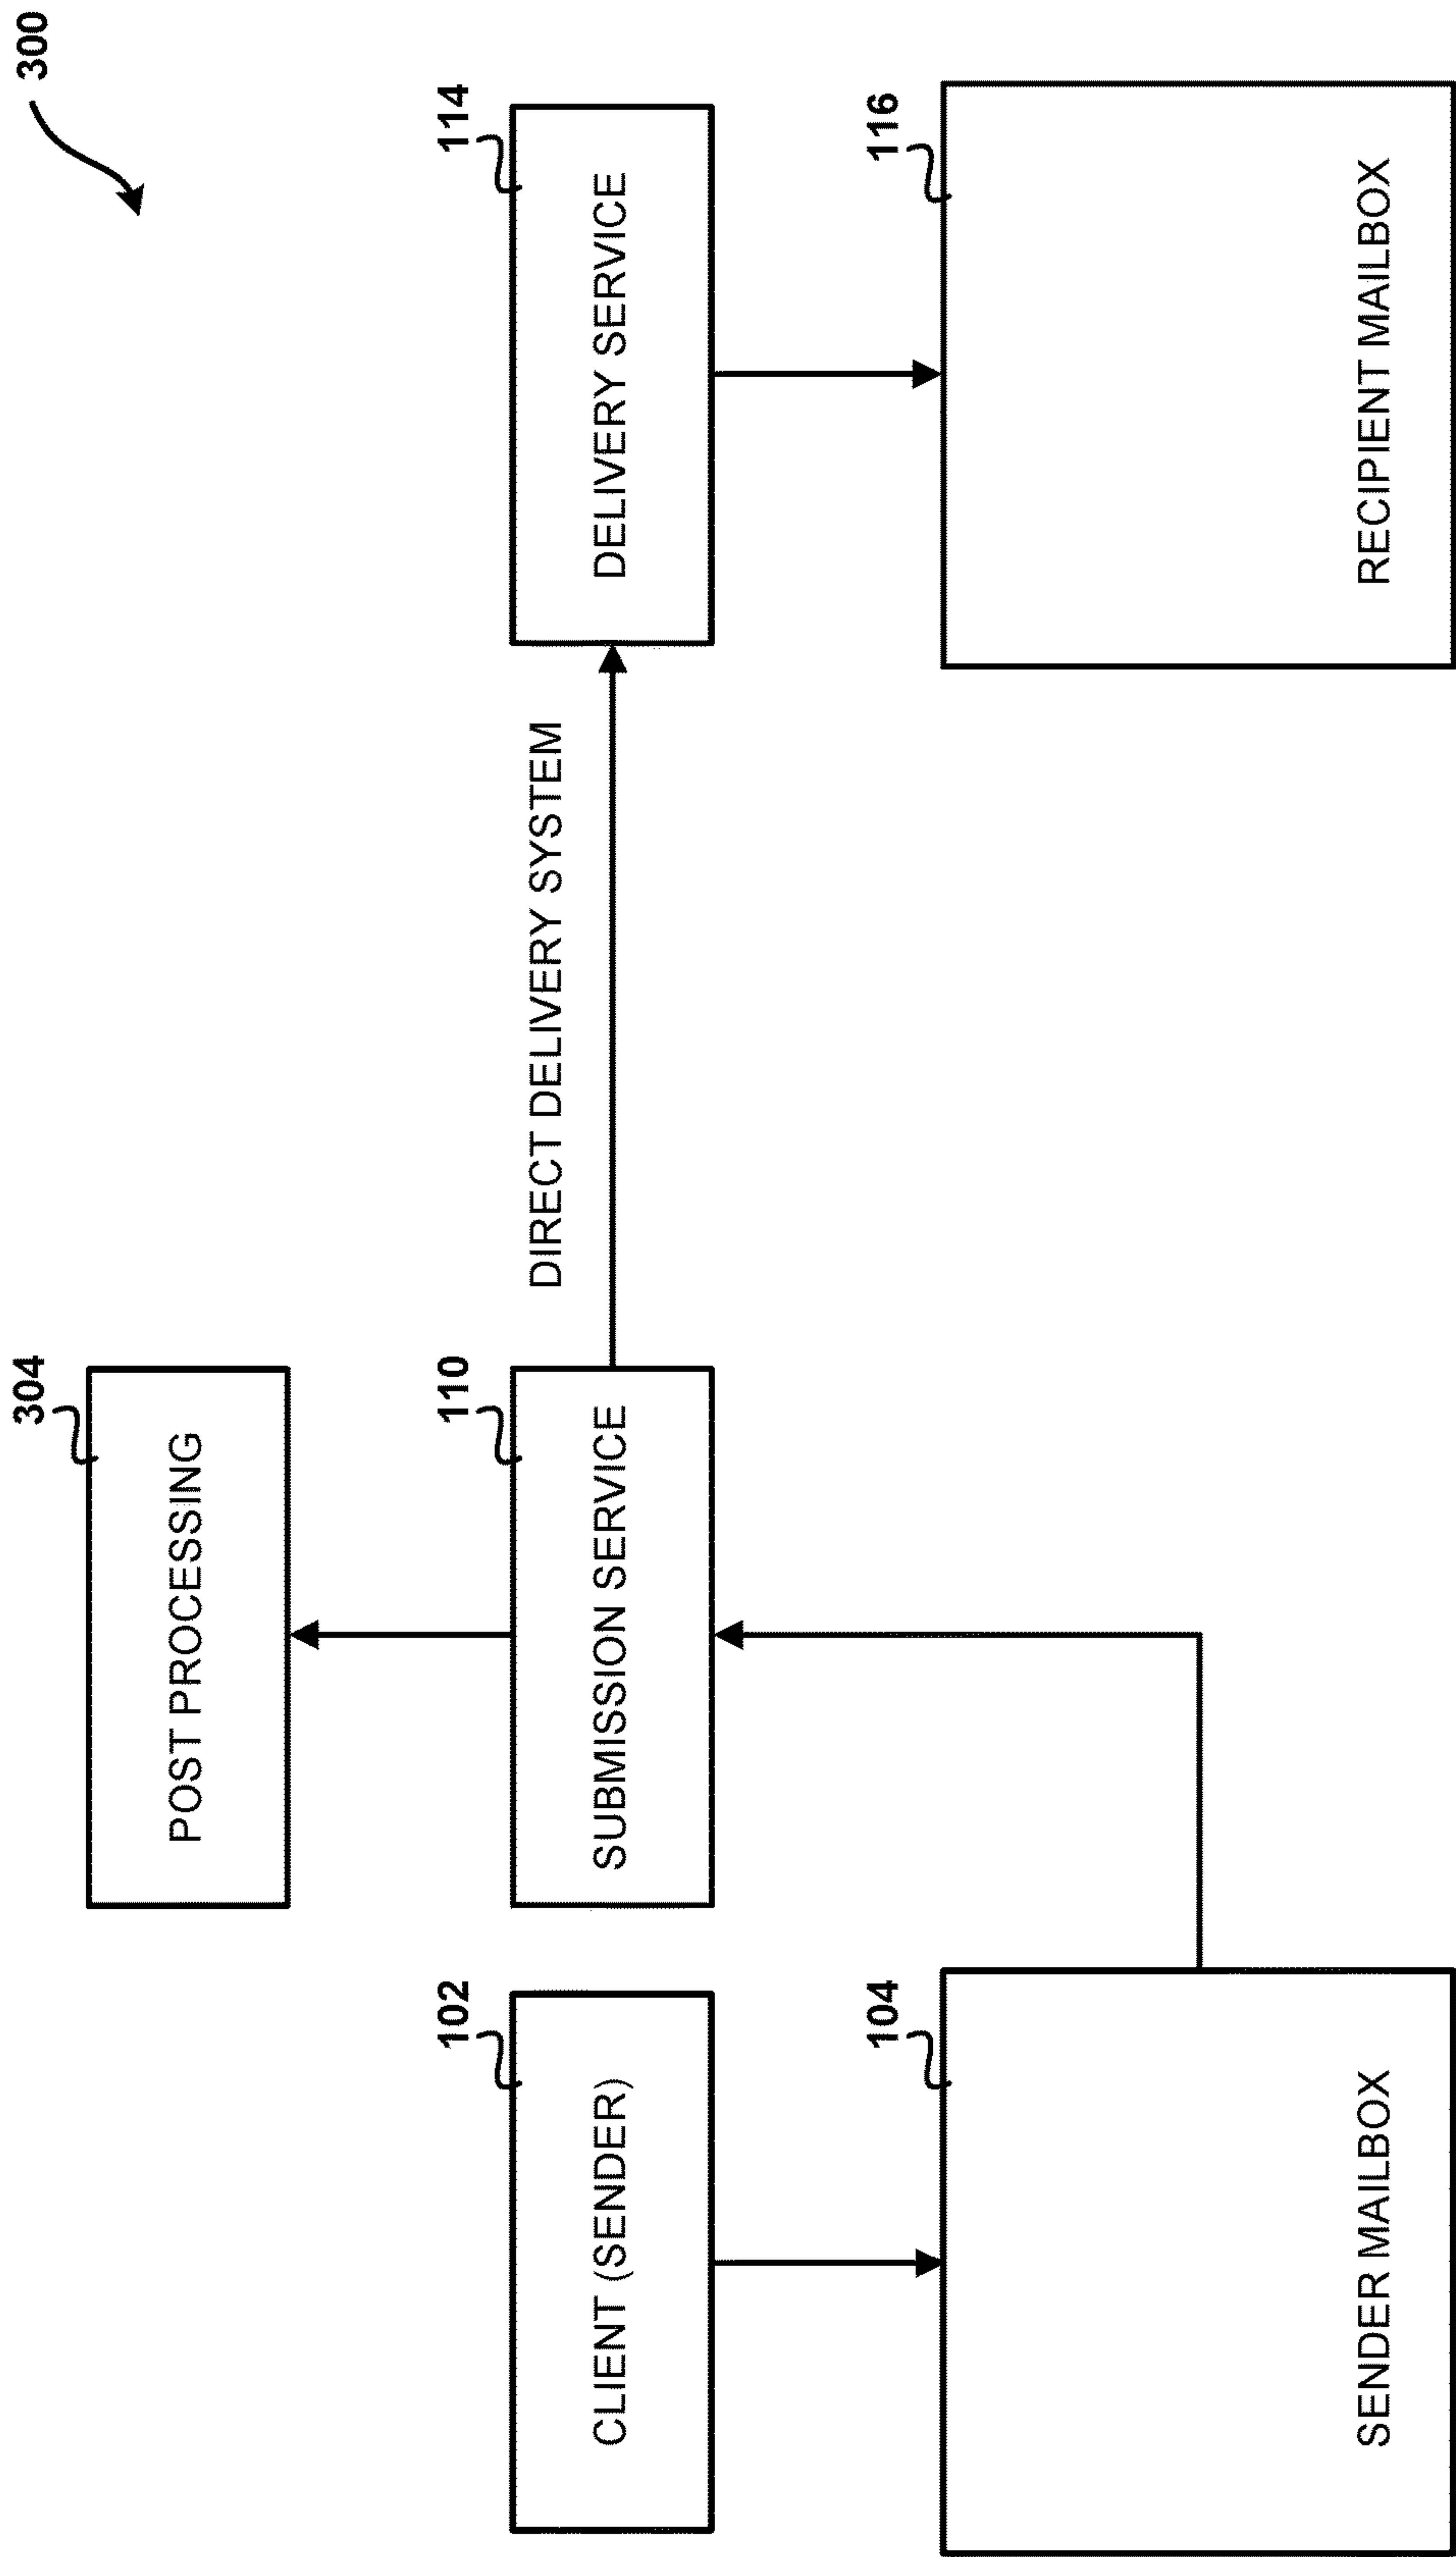 300
304
POST PROCESSING
102
CLIENT (SENDER)
110
SUBMISSION SERVICE
DIRECT DELIVERY SYSTEM
114
DELIVERY SERVICE
104
SENDER MAILBOX
116
RECIPIENT MAILBOX